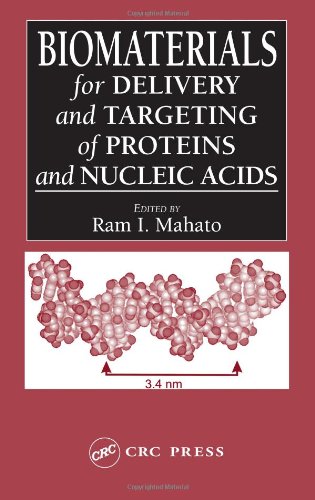 BIOMATERIALS
for DELIVERY
and TARGETING
of PROTEINS
and NUCLEIC ACIDS
EDITED BY
Ram I. Mahato
3.4 nm
CRC
CRC PRESS